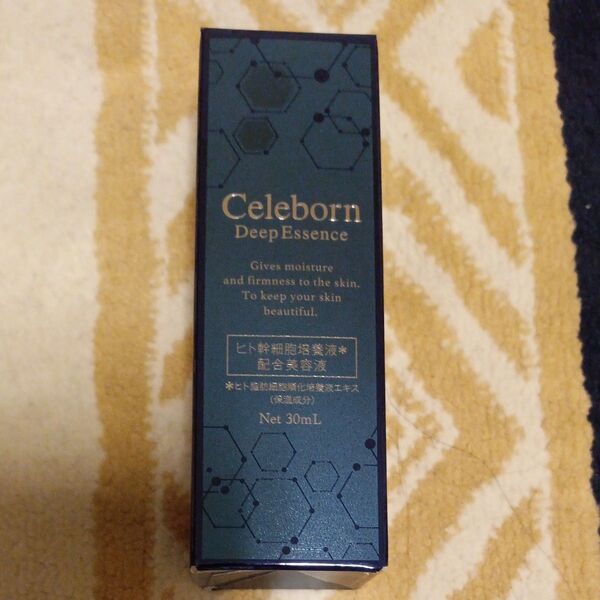 Celeborn
Deep Essence
Gives moisture
and firmness to the skin.
To keep your skin
beautiful.
ヒト幹細胞培養液*
配合美容液
*ヒト脂肪細胞順化培養液エキス
(保湿成分)
Net 30mL